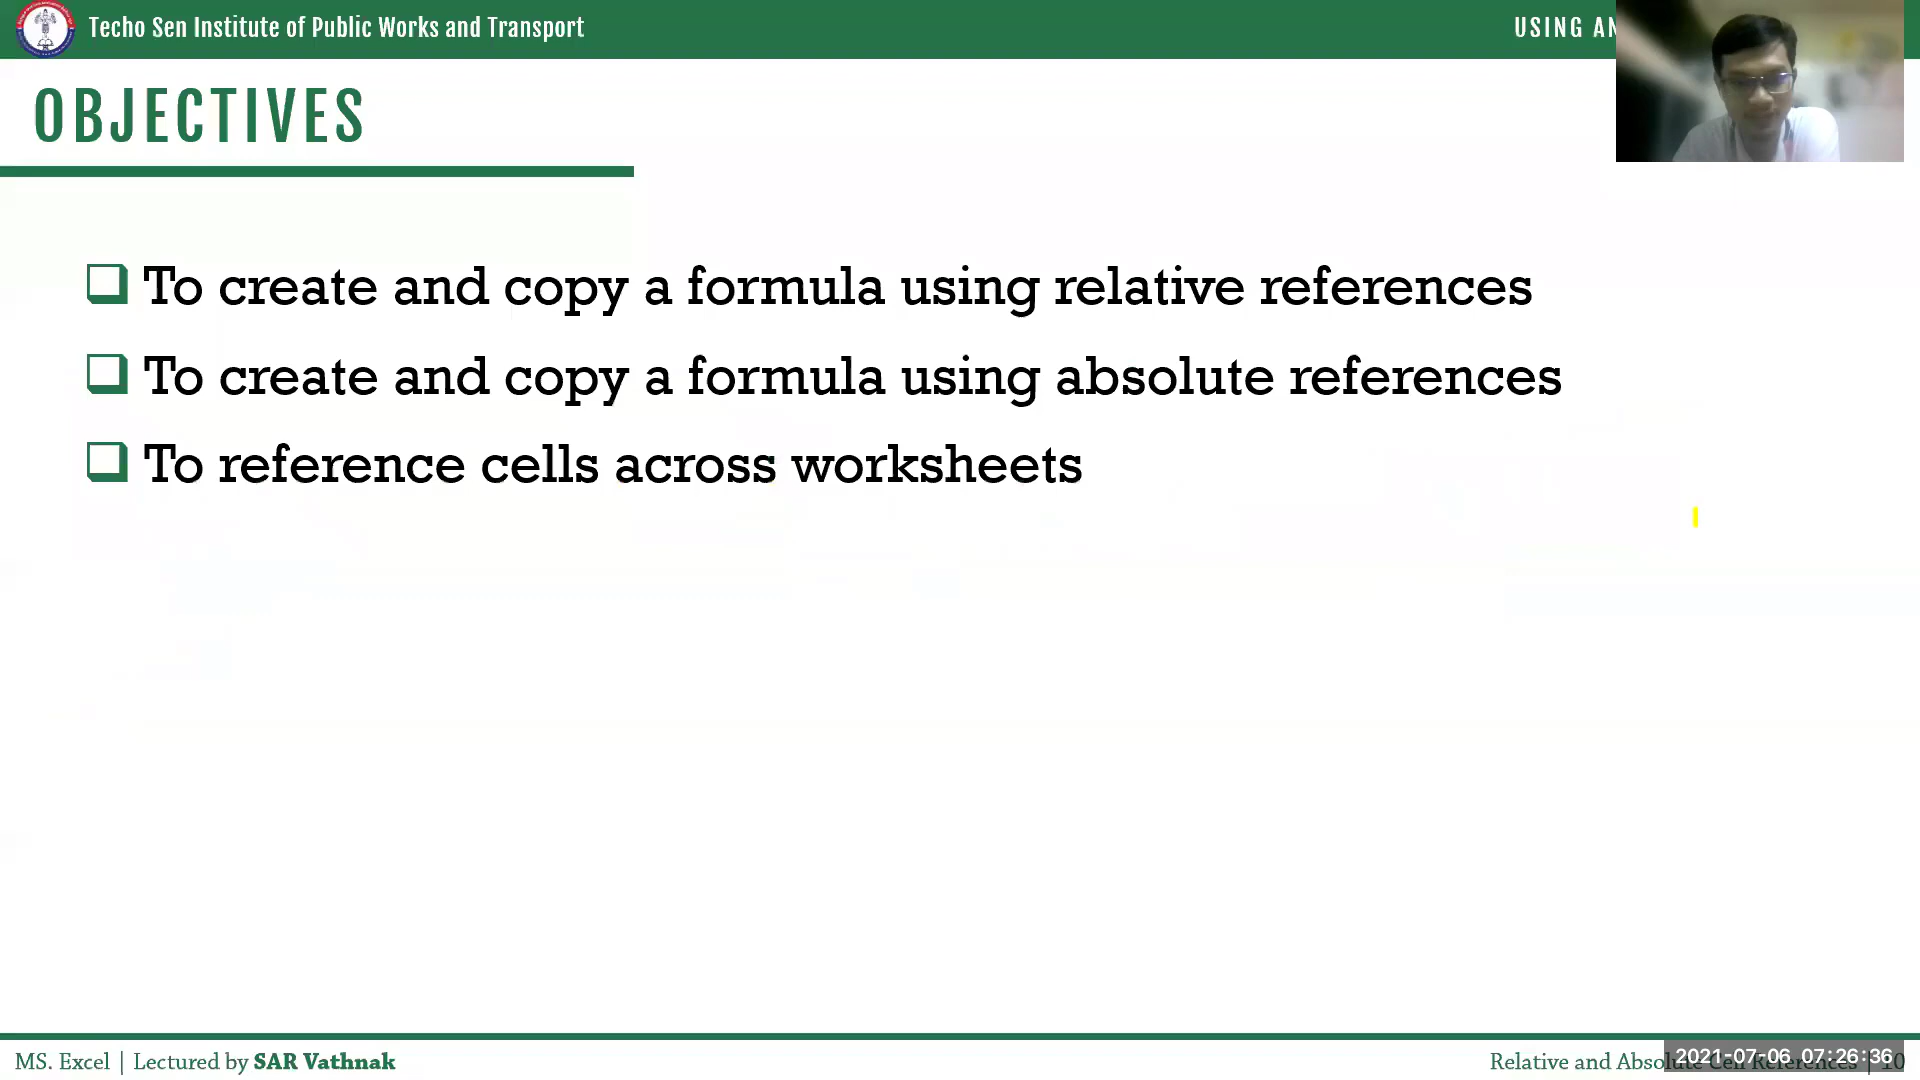 Techo Sen Institute of Public Works and Transport
USING
OBJECTIVES
To create and copy a formula using relative references
To create and copy a formula using absolute references
To reference cells across worksheets
MS. Excel | Lectured by SAR Vathnak
Relative and Absolute Cell References | 10
2021-07-06 07:26:36